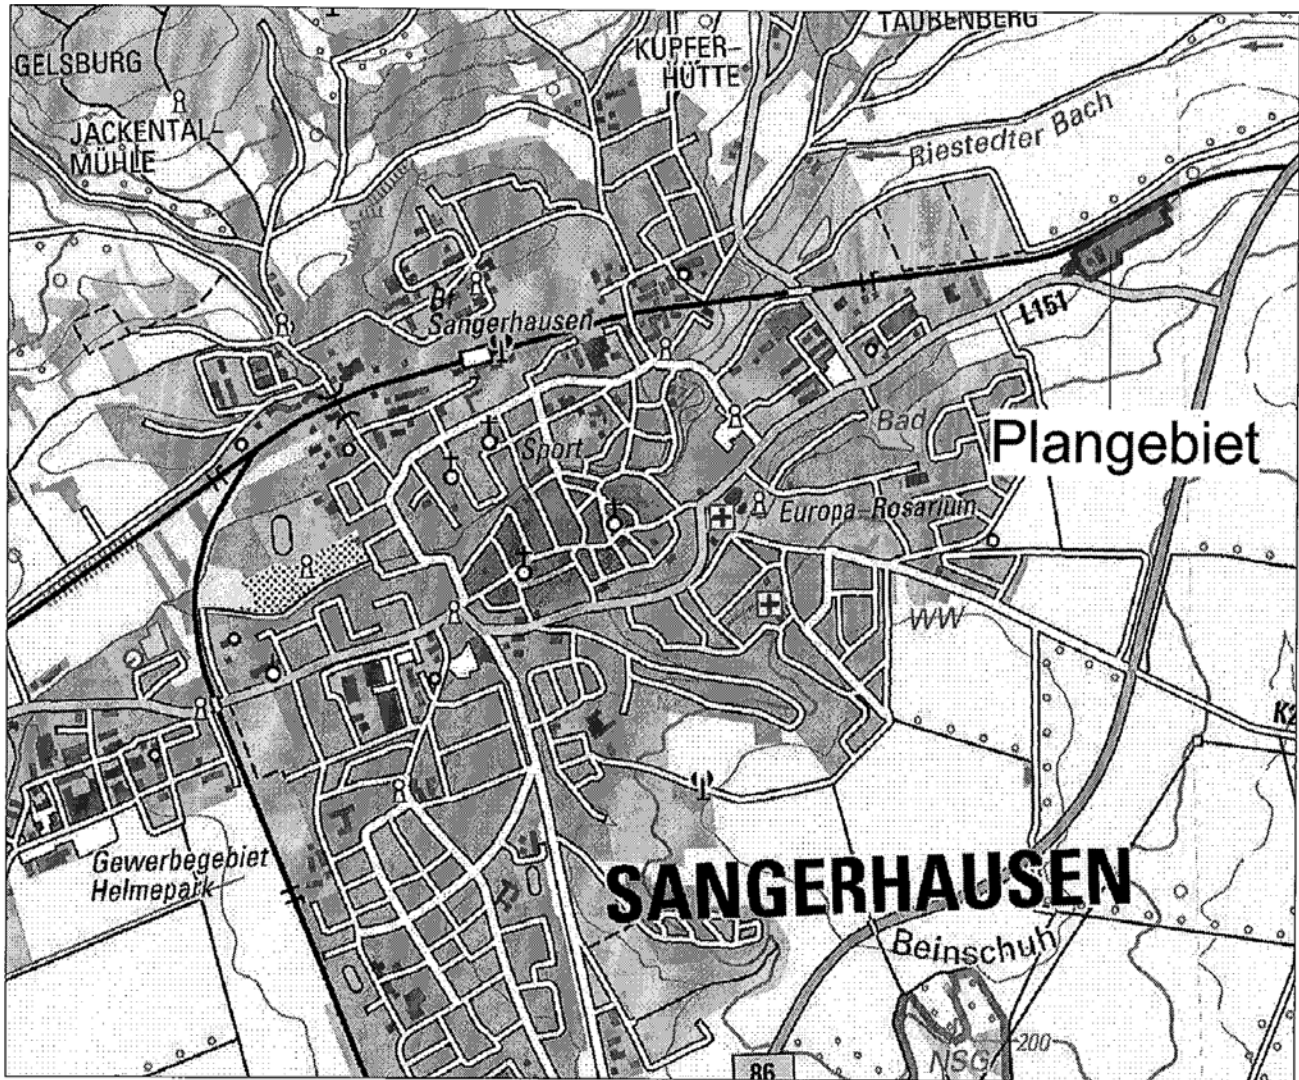 TAUBENBERG
KUPFER-
HÜTTE
GELSBURG
JACKENTAL-
MÜHLE
Riestedter Bach
Bf
Sangerhausen
L151
Bad
Plangebiet
Sport
Europa-Rosarium
WW
K2
Gewerbegebiet
Helmepark
SANGERHAUSEN
Beinschuh
200
NSG
86